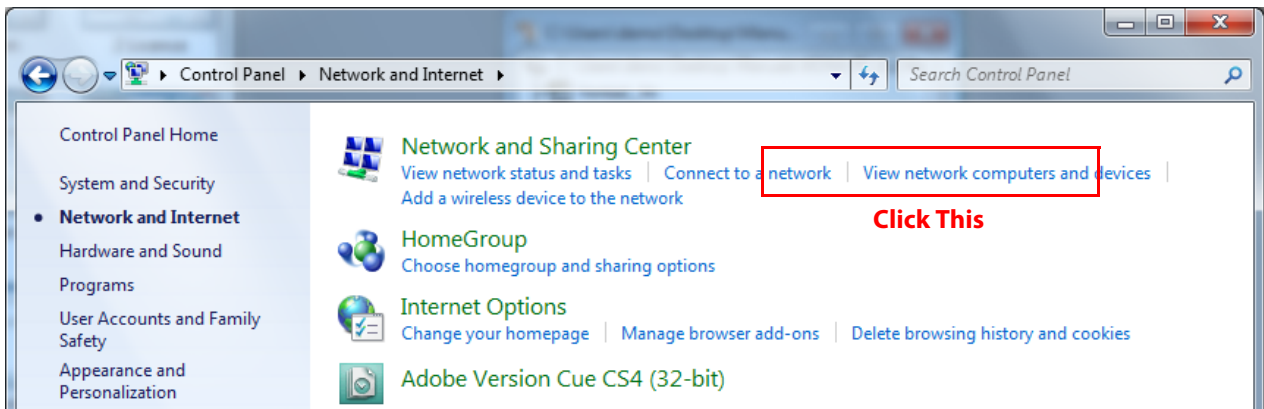 Control Panel Network and Internet
Search Control Panel
Control Panel Home
System and Security
Network and Internet
Hardware and Sound
Programs
User Accounts and Family
Safety
Appearance and
Personalization
Network and Sharing Center
View network status and tasks Connect to a network View network computers and devices
Add a wireless device to the network
Click This
HomeGroup
Choose homegroup and sharing options
Internet Options
Change your homepage Manage browser add-ons Delete browsing history and cookies
Adobe Version Cue CS4 (32-bit)